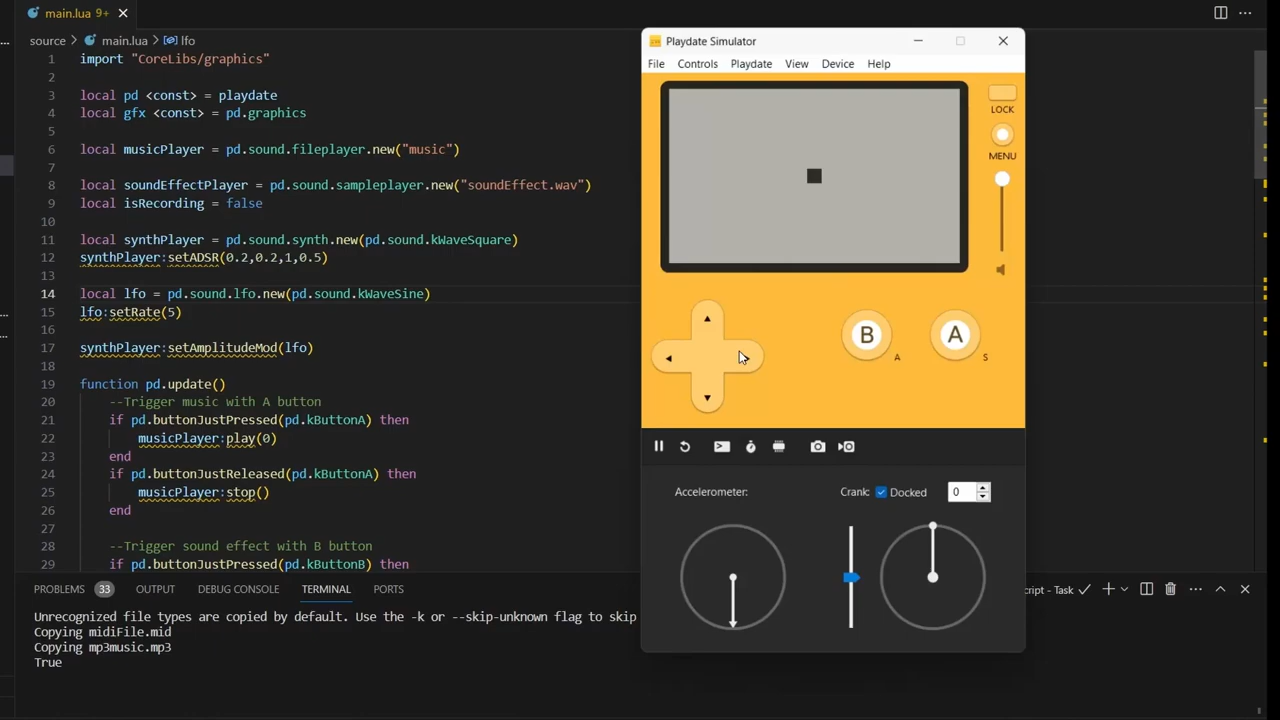 main.lua 9+
source > main.lua > lfo
1 import "CoreLibs/graphics"
2
3 local pd <const> = playdate
4 local gfx <const> = pd.graphics
5
6 local musicPlayer = pd.sound.fileplayer.new("music")
7
8 local soundEffectPlayer = pd.sound.sampleplayer.new("soundEffect.wav")
9 local isRecording = false
10
11 local synthPlayer = pd.sound.synth.new(pd.sound.kWaveSquare)
12 synthPlayer:setADSR(0.2,0.2,1,0.5)
13
14 local lfo = pd.sound.lfo.new(pd.sound.kWaveSine)
15 lfo:setRate(5)
16
17 synthPlayer:setAmplitudeMod(lfo)
18
19 function pd.update()
20 --Trigger music with A button
21 if pd.buttonJustPressed(pd.kButtonA) then
22 musicPlayer:play(0)
23 end
24 if pd.buttonJustReleased(pd.kButtonA) then
25 musicPlayer:stop()
26 end
27
28 --Trigger sound effect with B button
29 if pd.buttonJustPressed(pd.kButtonB) then
PROBLEMS 33 OUTPUT DEBUG CONSOLE TERMINAL PORTS
cript - Task
Unrecognized file types are copied by default. Use the -k or --skip-unknown flag to skip
Copying midiFile.mid
Copying mp3music.mp3
True
Playdate Simulator
File Controls Playdate View Device Help
LOCK
MENU
B A
A S
Accelerometer:
Crank: Docked 0